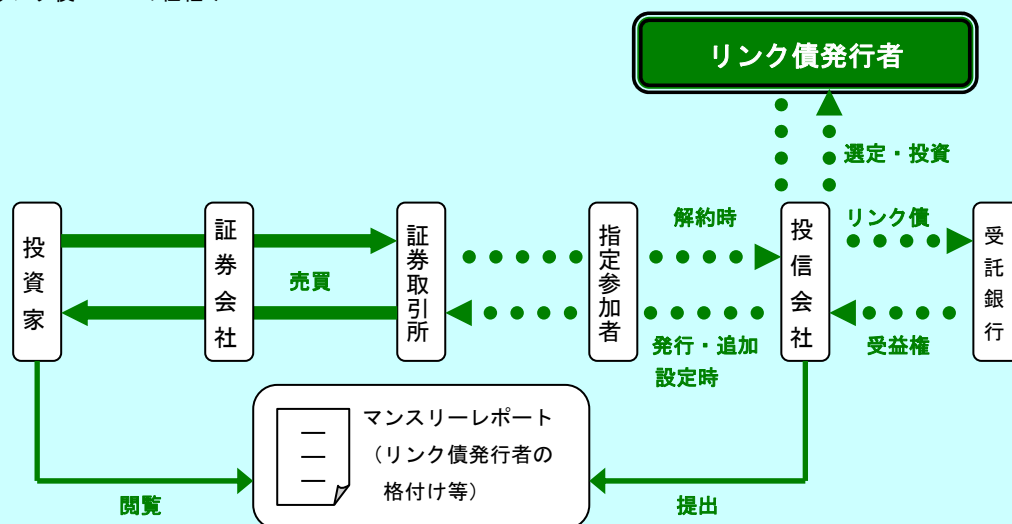 リンク債発行者
選定・投資
投資家
証券会社
証券取引所
指定参加者
投信会社
受託銀行
売買
解約時
発行・追加
設定時
リンク債
受益権
マンスリーレポート
（リンク債発行者の
格付け等）
閲覧
提出